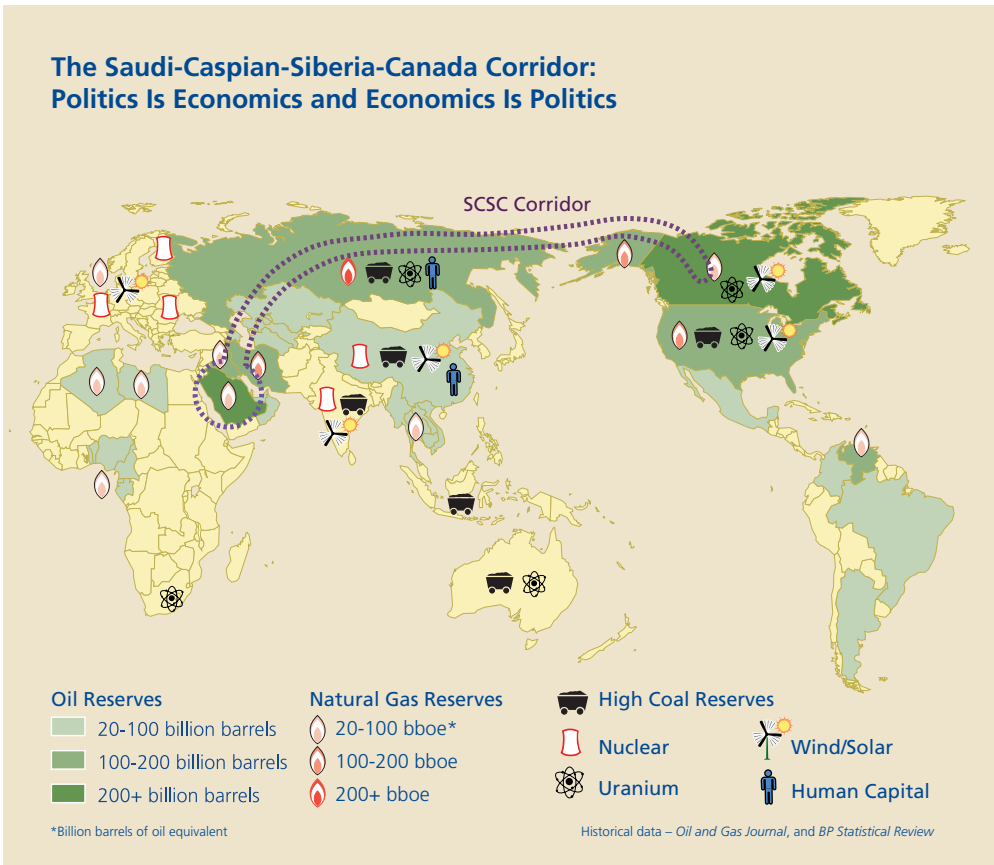 The Saudi-Caspian-Siberia-Canada Corridor:
Politics Is Economics and Economics Is Politics
SCSC Corridor
Oil Reserves
20-100 billion barrels
100-200 billion barrels
200+ billion barrels
Natural Gas Reserves
20-100 bboe*
100-200 bboe
200+ bboe
High Coal Reserves
Nuclear
Wind/Solar
Uranium
Human Capital
*Billion barrels of oil equivalent
Historical data – Oil and Gas Journal, and BP Statistical Review